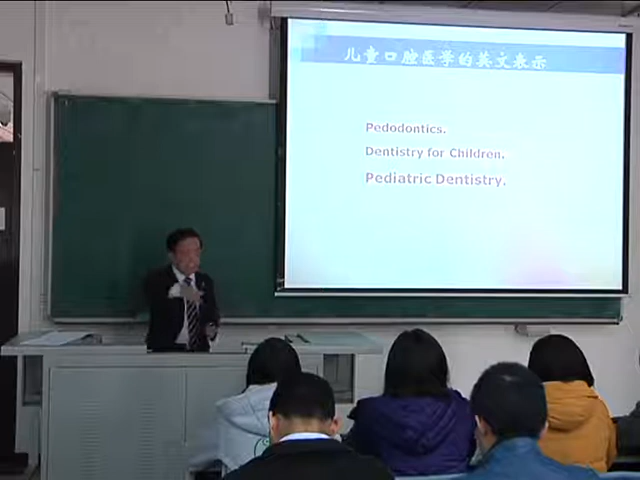 儿童口腔医学的英文表示
Pedodontics.
Dentistry for Children.
Pediatric Dentistry.